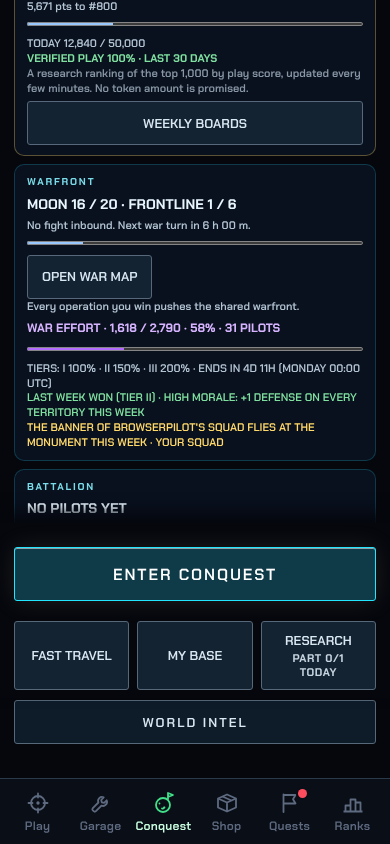 5,671 pts to #800
TODAY 12,840 / 50,000
VERIFIED PLAY 100% · LAST 30 DAYS
A research ranking of the top 1,000 by play score, updated every
few minutes. No token amount is promised.
WEEKLY BOARDS
WARFRONT
MOON 16 / 20 · FRONTLINE 1 / 6
No fight inbound. Next war turn in 6 h 00 m.
OPEN WAR MAP
Every operation you win pushes the shared warfront.
WAR EFFORT · 1,618 / 2,790 · 58% · 31 PILOTS
TIERS: I 100% · II 150% · III 200% · ENDS IN 4D 11H (MONDAY 00:00
UTC)
LAST WEEK WON (TIER II) · HIGH MORALE: +1 DEFENSE ON EVERY
TERRITORY THIS WEEK
THE BANNER OF BROWSERPILOT'S SQUAD FLIES AT THE
MONUMENT THIS WEEK · YOUR SQUAD
BATTALION
NO PILOTS YET
ENTER CONQUEST
FAST TRAVEL
MY BASE
RESEARCH
PART 0/1
TODAY
WORLD INTEL
Play
Garage
Conquest
Shop
Quests
Ranks